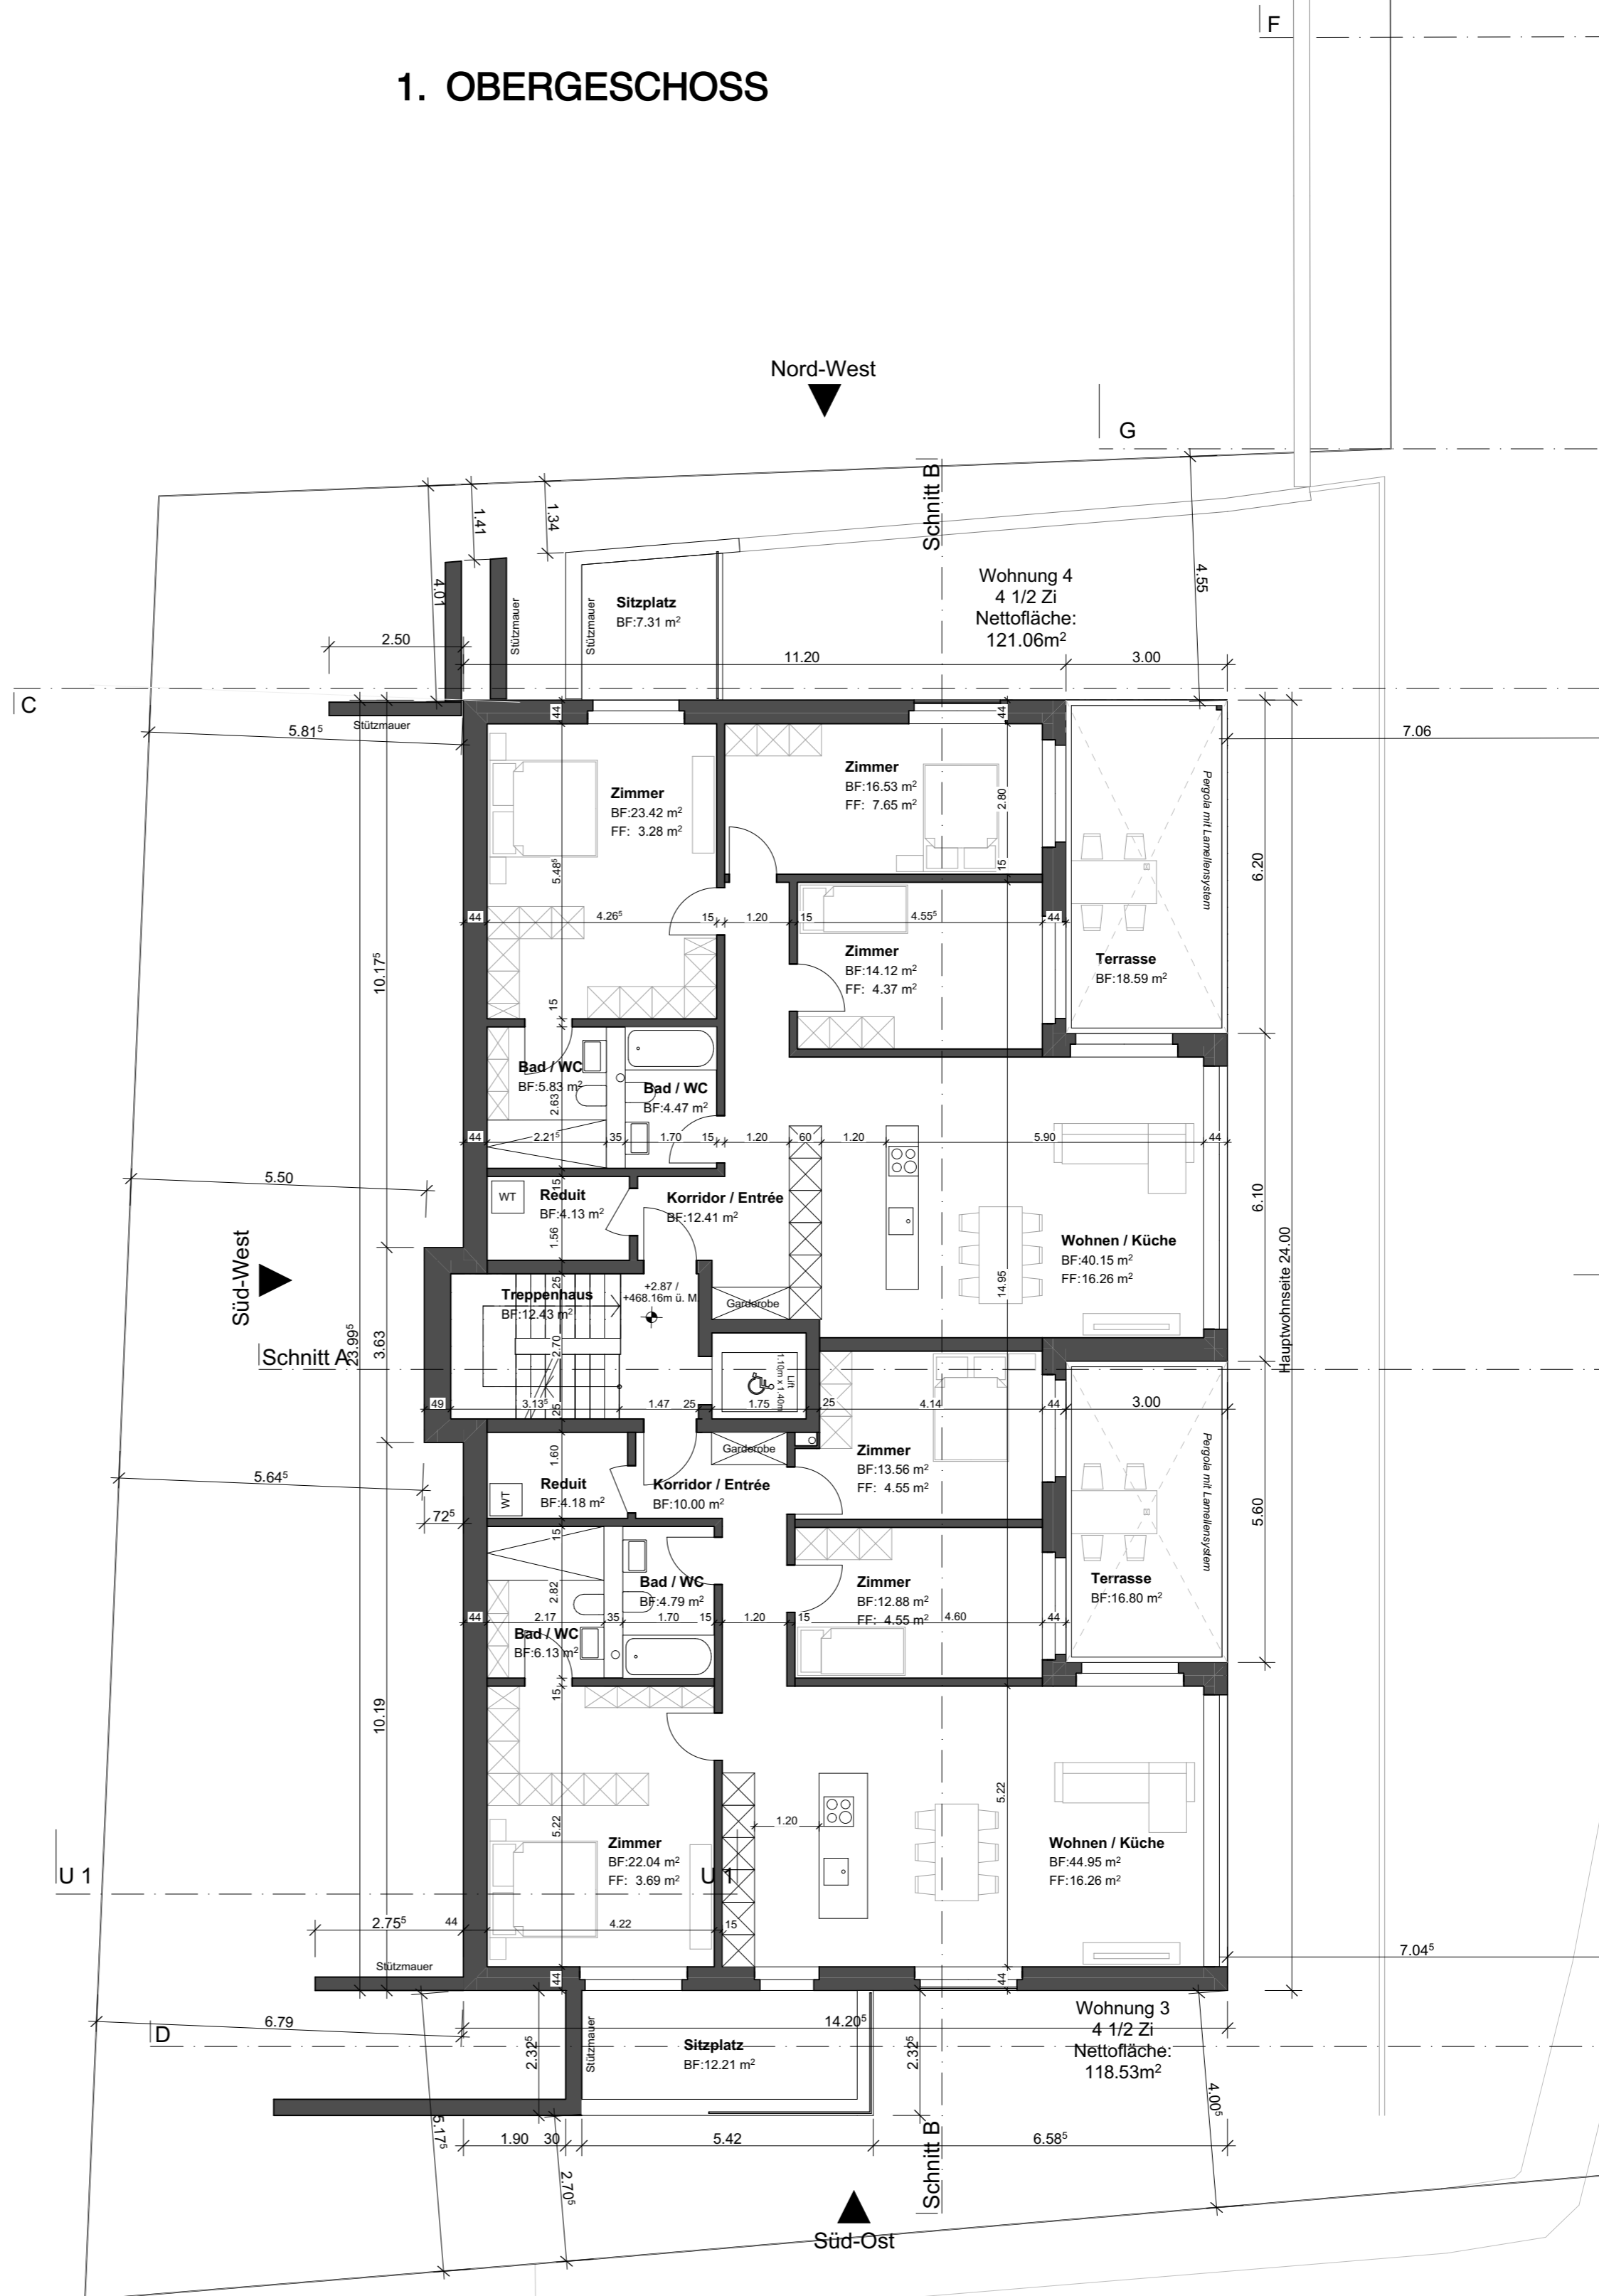 F
1. OBERGESCHOSS
Nord-West
G
Schnitt B
1.41
1.34
4.01
4.55
Wohnung 4
4 1/2 Zi
Nettofläche:
121.06m²
Stützmauer
Stützmauer
Sitzplatz
BF:7.31 m²
2.50
11.20
3.00
C
Stützmauer
44
44
5.81⁵
7.06
Zimmer
BF:23.42 m²
FF: 3.28 m²
Zimmer
BF:16.53 m²
FF: 7.65 m²
2.80
Pergola mit Lamellensystem
5.48⁵
15
6.20
44
4.26⁵
15
1.20
15
4.55⁵
44
Zimmer
BF:14.12 m²
FF: 4.37 m²
Terrasse
BF:18.59 m²
10.17⁵
15
Bad / WC
BF:5.83 m²
Bad / WC
BF:4.47 m²
2.63
44
2.21⁵
35
1.70
15
1.20
60
1.20
5.90
44
5.50
15
WT
Reduit
BF:4.13 m²
Korridor / Entrée
BF:12.41 m²
6.10
1.56
Wohnen / Küche
BF:40.15 m²
FF:16.26 m²
Hauptwohnseite 24.00
Süd-West
25
14.95
Treppenhaus
BF:12.43 m²
+2.87 /
+468.16m ü. M
Garderobe
Schnitt A
23.99⁵
3.63
2.70
Lift
1.10m x 1.40m
49
3.13⁵
25
1.47
25
1.75
25
4.14
44
3.00
Garderobe
Zimmer
BF:13.56 m²
FF: 4.55 m²
Pergola mit Lamellensystem
1.60
5.64⁵
Reduit
BF:4.18 m²
WT
Korridor / Entrée
BF:10.00 m²
72⁵
5.60
15
Bad / WC
BF:4.79 m²
Zimmer
BF:12.88 m²
FF: 4.55 m²
Terrasse
BF:16.80 m²
2.82
44
2.17
35
1.70
15
1.20
15
4.60
44
Bad / WC
BF:6.13 m²
15
10.19
5.22
5.22
1.20
Zimmer
BF:22.04 m²
FF: 3.69 m²
Wohnen / Küche
BF:44.95 m²
FF:16.26 m²
U 1
U 1
2.75⁵
44
4.22
15
7.04⁵
Stützmauer
44
44
Wohnung 3
4 1/2 Zi
Nettofläche:
118.53m²
6.79
14.20⁵
D
2.32⁵
Stützmauer
Sitzplatz
BF:12.21 m²
2.32⁵
5.17⁵
4.00⁵
1.90
30
5.42
6.58⁵
Schnitt B
2.70⁵
Süd-Ost